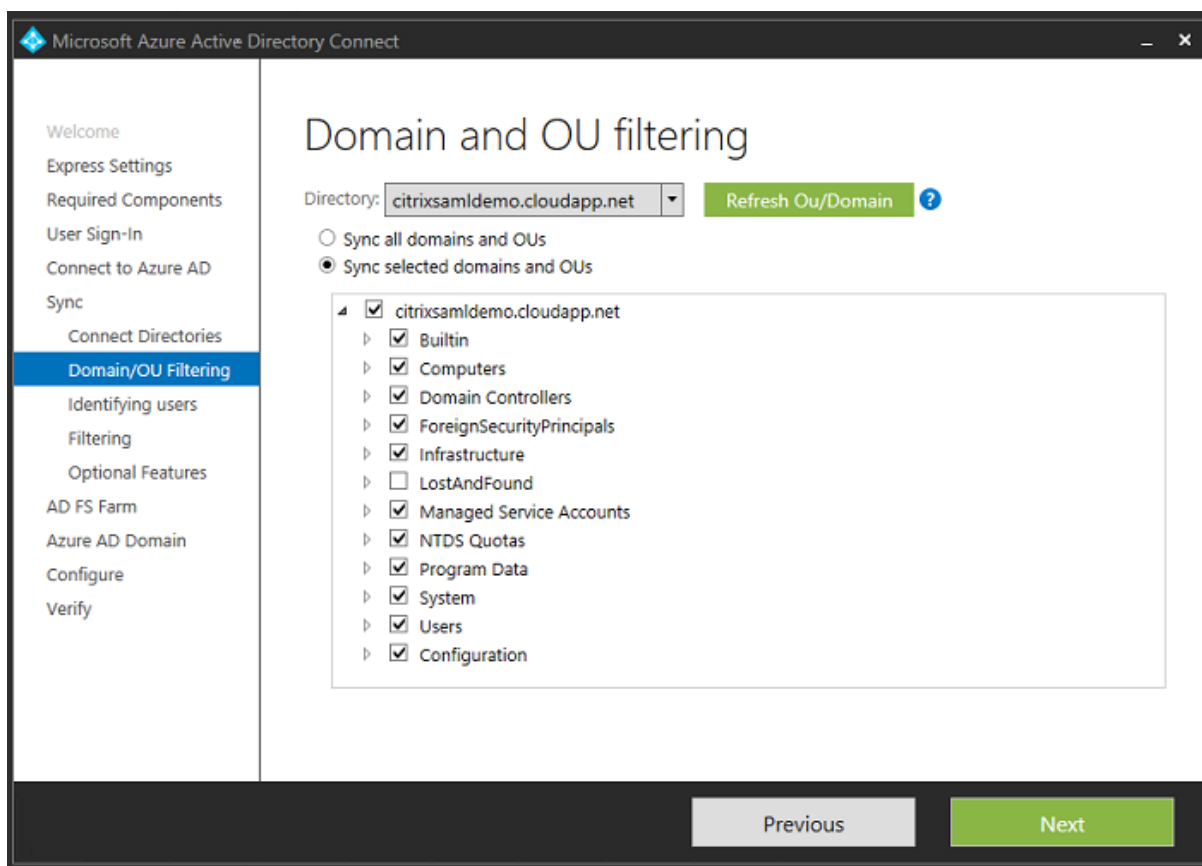 Microsoft Azure Active Directory Connect
Welcome
Express Settings
Required Components
User Sign-In
Connect to Azure AD
Sync
Connect Directories
Domain/OU Filtering
Identifying users
Filtering
Optional Features
AD FS Farm
Azure AD Domain
Configure
Verify
Domain and OU filtering
Directory: citrixsamldemo.cloudapp.net Refresh Ou/Domain ?
Sync all domains and OUs
Sync selected domains and OUs
citrixsamldemo.cloudapp.net
Builtin
Computers
Domain Controllers
ForeignSecurityPrincipals
Infrastructure
LostAndFound
Managed Service Accounts
NTDS Quotas
Program Data
System
Users
Configuration
Previous Next